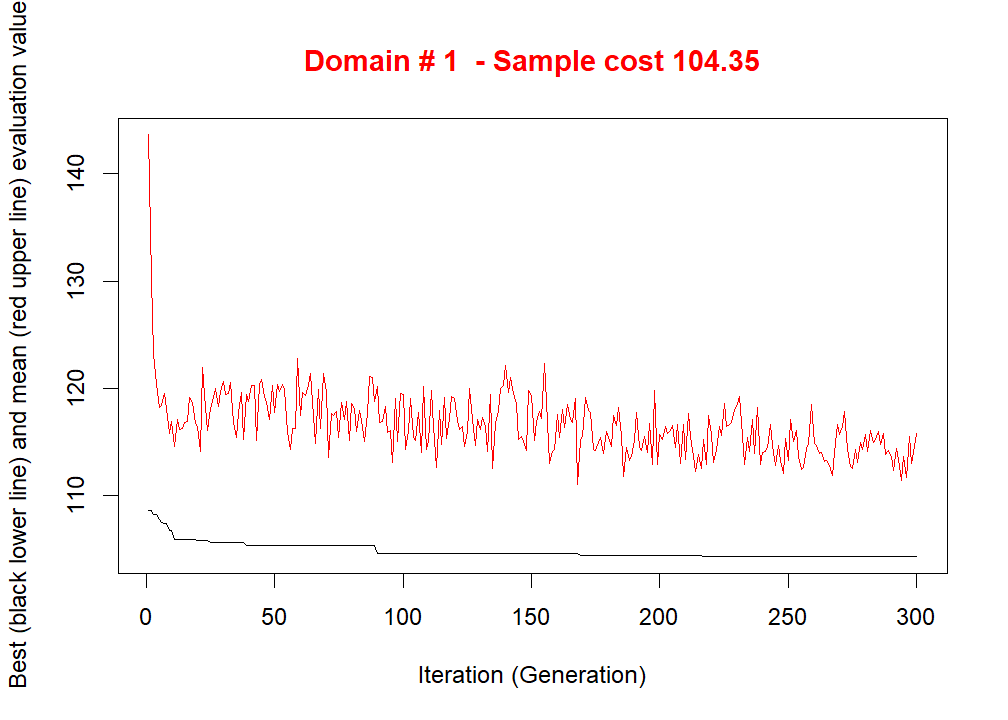 Domain # 1  - Sample cost 104.35
Best (black lower line) and mean (red upper line) evaluation value
140
130
120
110
0 50 100 150 200 250 300
Iteration (Generation)